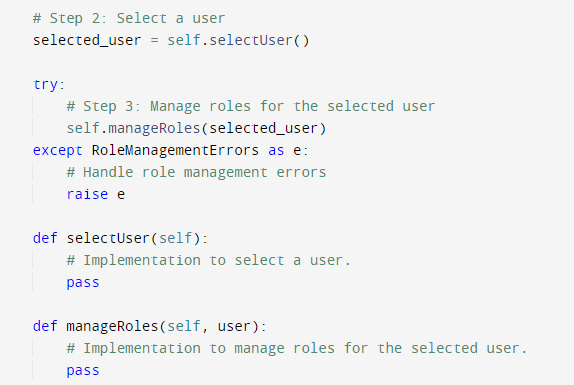 # Step 2: Select a user
selected_user = self.selectUser()
try:
# Step 3: Manage roles for the selected user
self.manageRoles(selected_user)
except RoleManagementErrors as e:
# Handle role management errors
raise e
def selectUser(self):
# Implementation to select a user.
pass
def manageRoles(self, user):
# Implementation to manage roles for the selected user.
pass